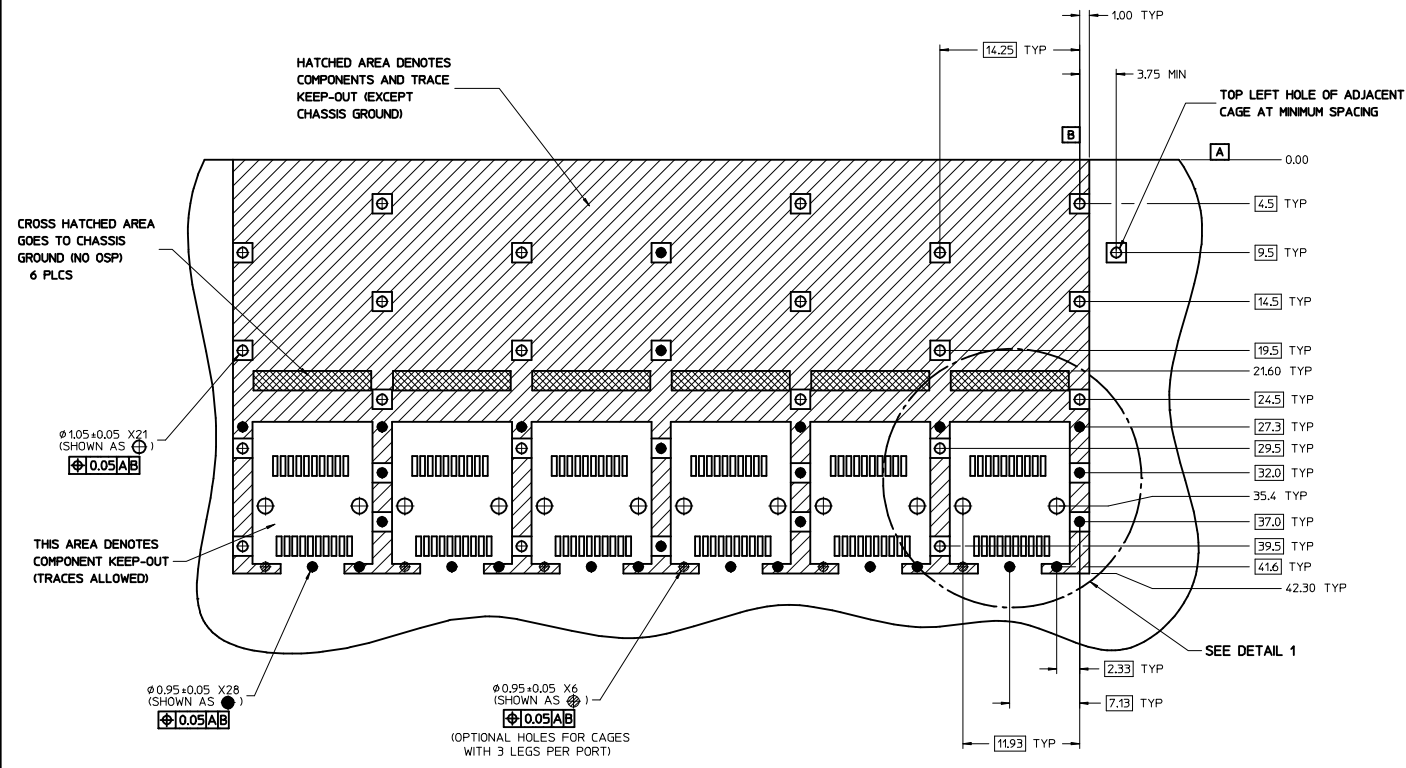 1.00 TYP
14.25 TYP
3.75 MIN
HATCHED AREA DENOTES
COMPONENTS AND TRACE
KEEP-OUT (EXCEPT
CHASSIS GROUND)
TOP LEFT HOLE OF ADJACENT
CAGE AT MINIMUM SPACING
B
A
0.00
4.5 TYP
CROSS HATCHED AREA
GOES TO CHASSIS
GROUND (NO OSP)
6 PLCS
9.5 TYP
14.5 TYP
19.5 TYP
21.60 TYP
24.5 TYP
27.3 TYP
29.5 TYP
32.0 TYP
35.4 TYP
37.0 TYP
39.5 TYP
41.6 TYP
42.30 TYP
Ø1.05±0.05 X21
(SHOWN AS ⊕)
⌖ 0.05 A B
THIS AREA DENOTES
COMPONENT KEEP-OUT
(TRACES ALLOWED)
SEE DETAIL 1
2.33 TYP
7.13 TYP
11.93 TYP
Ø0.95±0.05 X28
(SHOWN AS ●)
⌖ 0.05 A B
Ø0.95±0.05 X6
(SHOWN AS )
⌖ 0.05 A B
(OPTIONAL HOLES FOR CAGES
WITH 3 LEGS PER PORT)